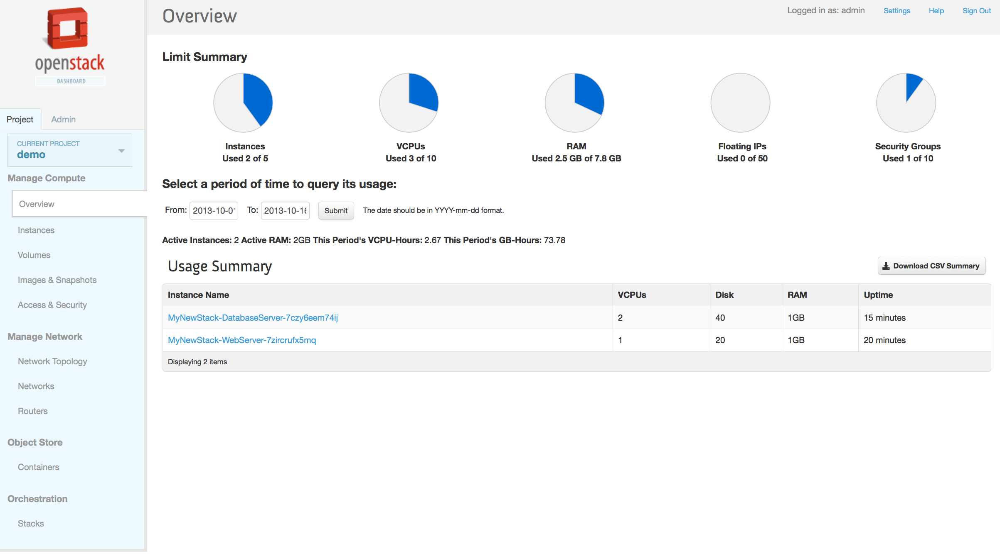 openstack
DASHBOARD
Project Admin
CURRENT PROJECT
demo
Manage Compute
Overview
Instances
Volumes
Images & Snapshots
Access & Security
Manage Network
Network Topology
Networks
Routers
Object Store
Containers
Orchestration
Stacks
Overview
Logged in as: admin Settings Help Sign Out
Limit Summary
Instances
Used 2 of 5
VCPUs
Used 3 of 10
RAM
Used 2.5 GB of 7.8 GB
Floating IPs
Used 0 of 50
Security Groups
Used 1 of 10
Select a period of time to query its usage:
From: 2013-10-01 To: 2013-10-16 Submit The date should be in YYYY-mm-dd format.
Active Instances: 2 Active RAM: 2GB This Period's VCPU-Hours: 2.67 This Period's GB-Hours: 73.78
Usage Summary
Download CSV Summary
Instance Name VCPUs Disk RAM Uptime
MyNewStack-DatabaseServer-7czy6eem74ij 2 40 1GB 15 minutes
MyNewStack-WebServer-7zircrufx5mq 1 20 1GB 20 minutes
Displaying 2 items